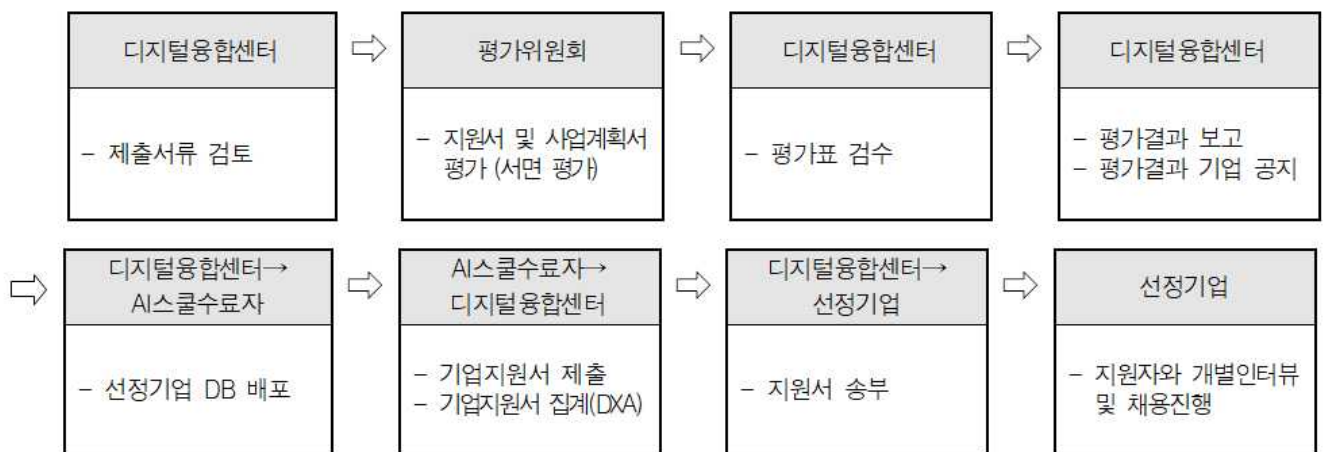 디지털융합센터
⇨
평가위원회
⇨
디지털융합센터
⇨
디지털융합센터
– 제출서류 검토
– 지원서 및 사업계획서
평가 (서면 평가)
– 평가표 검수
– 평가결과 보고
– 평가결과 기업 공지
⇨
디지털융합센터→
AI스쿨수료자
⇨
AI스쿨수료자→
디지털융합센터
⇨
디지털융합센터→
선정기업
⇨
선정기업
– 선정기업 DB 배포
– 기업지원서 제출
– 기업지원서 집계(DXA)
– 지원서 송부
– 지원자와 개별인터뷰
및 채용진행